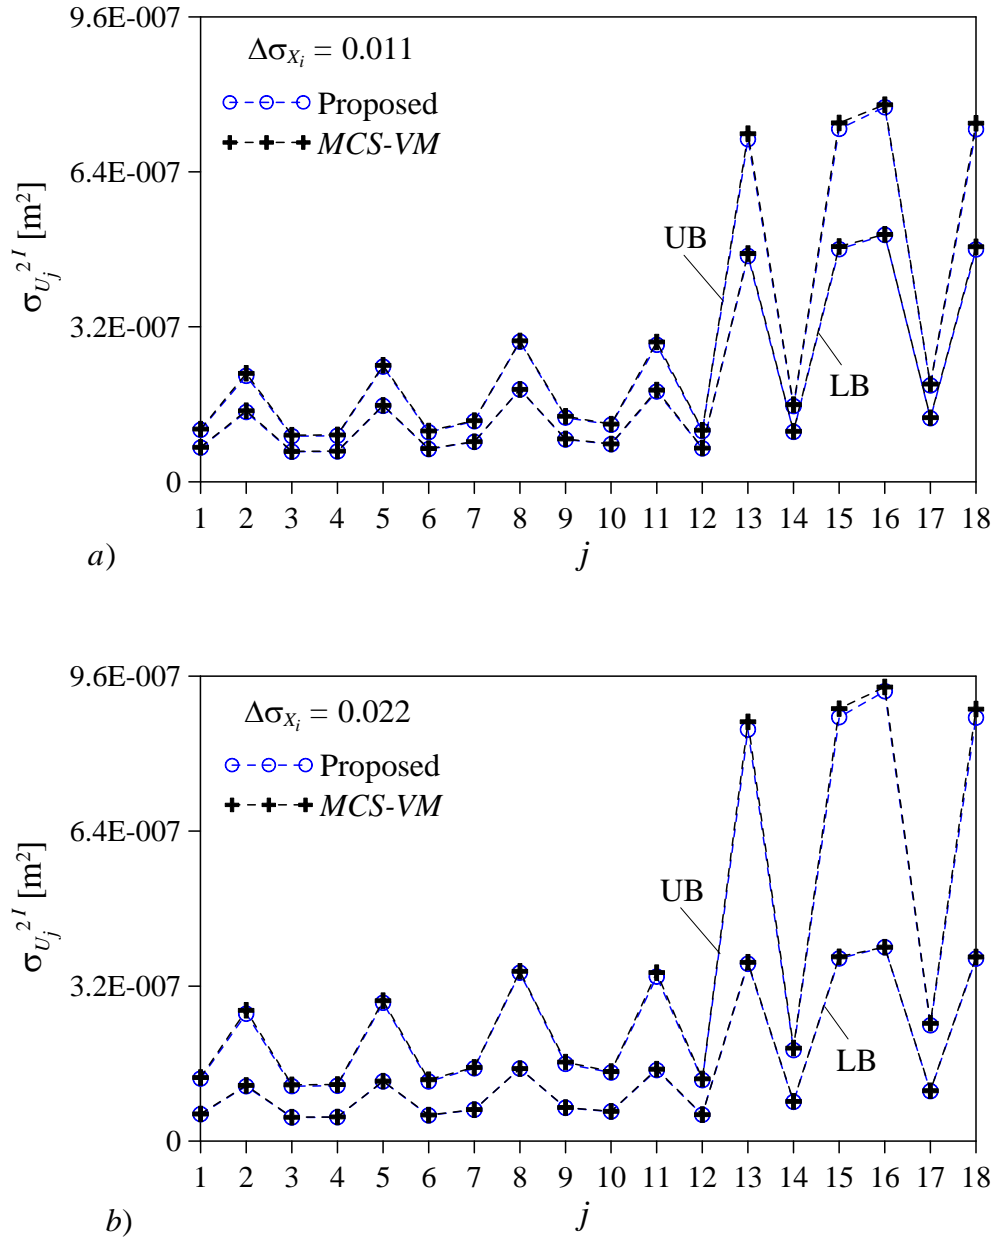 9.6E-007
Δσ_{X_i} = 0.011
Proposed
MCS-VM
6.4E-007
σ_{U_j}^{2 I} [m²]
UB
3.2E-007
LB
0
1 2 3 4 5 6 7 8 9 10 11 12 13 14 15 16 17 18
a)
j
9.6E-007
Δσ_{X_i} = 0.022
Proposed
MCS-VM
6.4E-007
σ_{U_j}^{2 I} [m²]
UB
3.2E-007
LB
0
1 2 3 4 5 6 7 8 9 10 11 12 13 14 15 16 17 18
b)
j